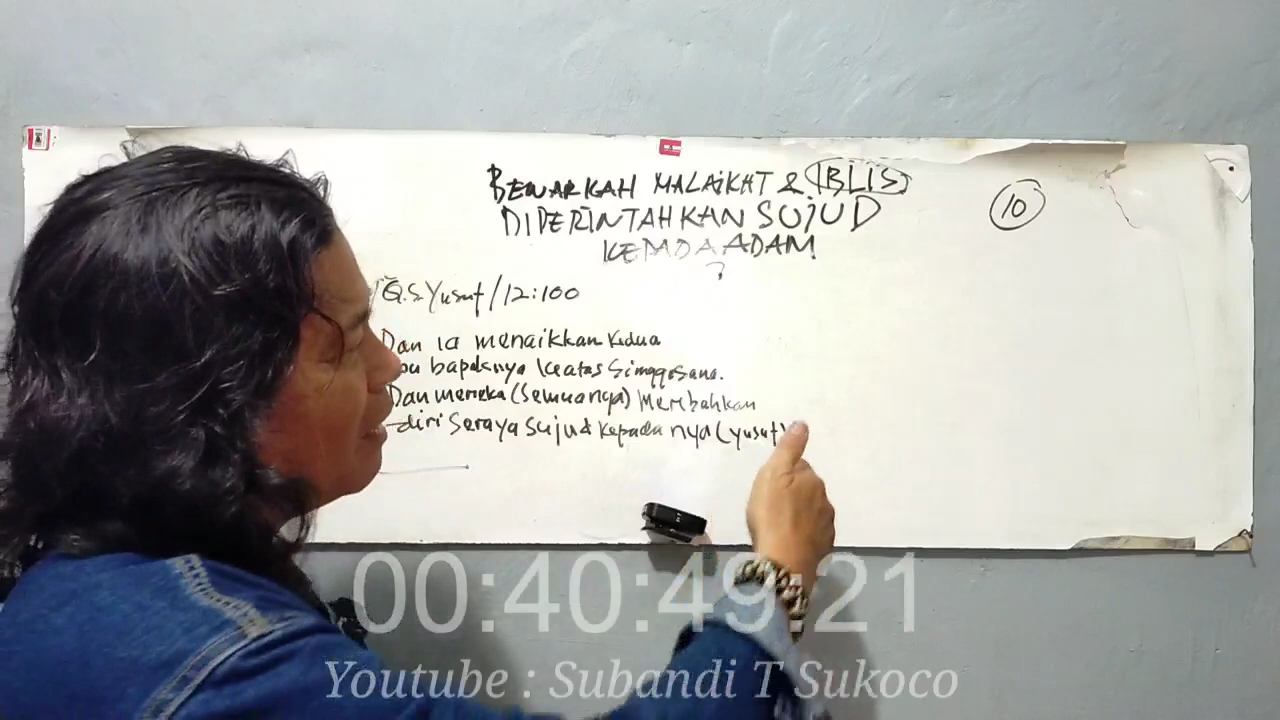 BENARKAH MALAIKAT & IBLIS
DIPERINTAHKAN SUJUD
KEPADA ADAM
?
10
Q.S Yusuf/12:100
Dan ia menaikkan kedua
bapaknya keatas Singgasana.
Dan mereka (semuanya) Merebahkan
diri Seraya Sujud kepadanya (Yusuf)
00:40:49:21
Youtube : Subandi T Sukoco